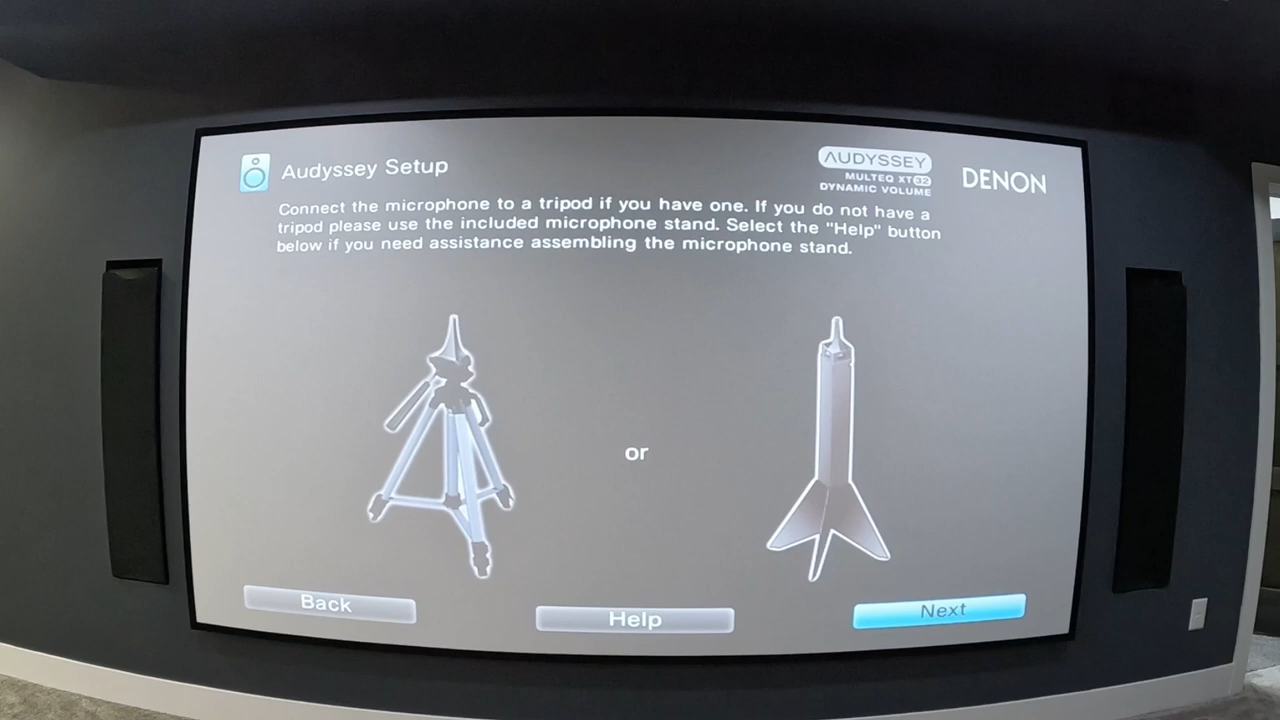 Audyssey Setup
AUDYSSEY
MULTEQ XT32
DYNAMIC VOLUME
DENON
Connect the microphone to a tripod if you have one. If you do not have a
tripod please use the included microphone stand. Select the "Help" button
below if you need assistance assembling the microphone stand.
or
Back
Help
Next